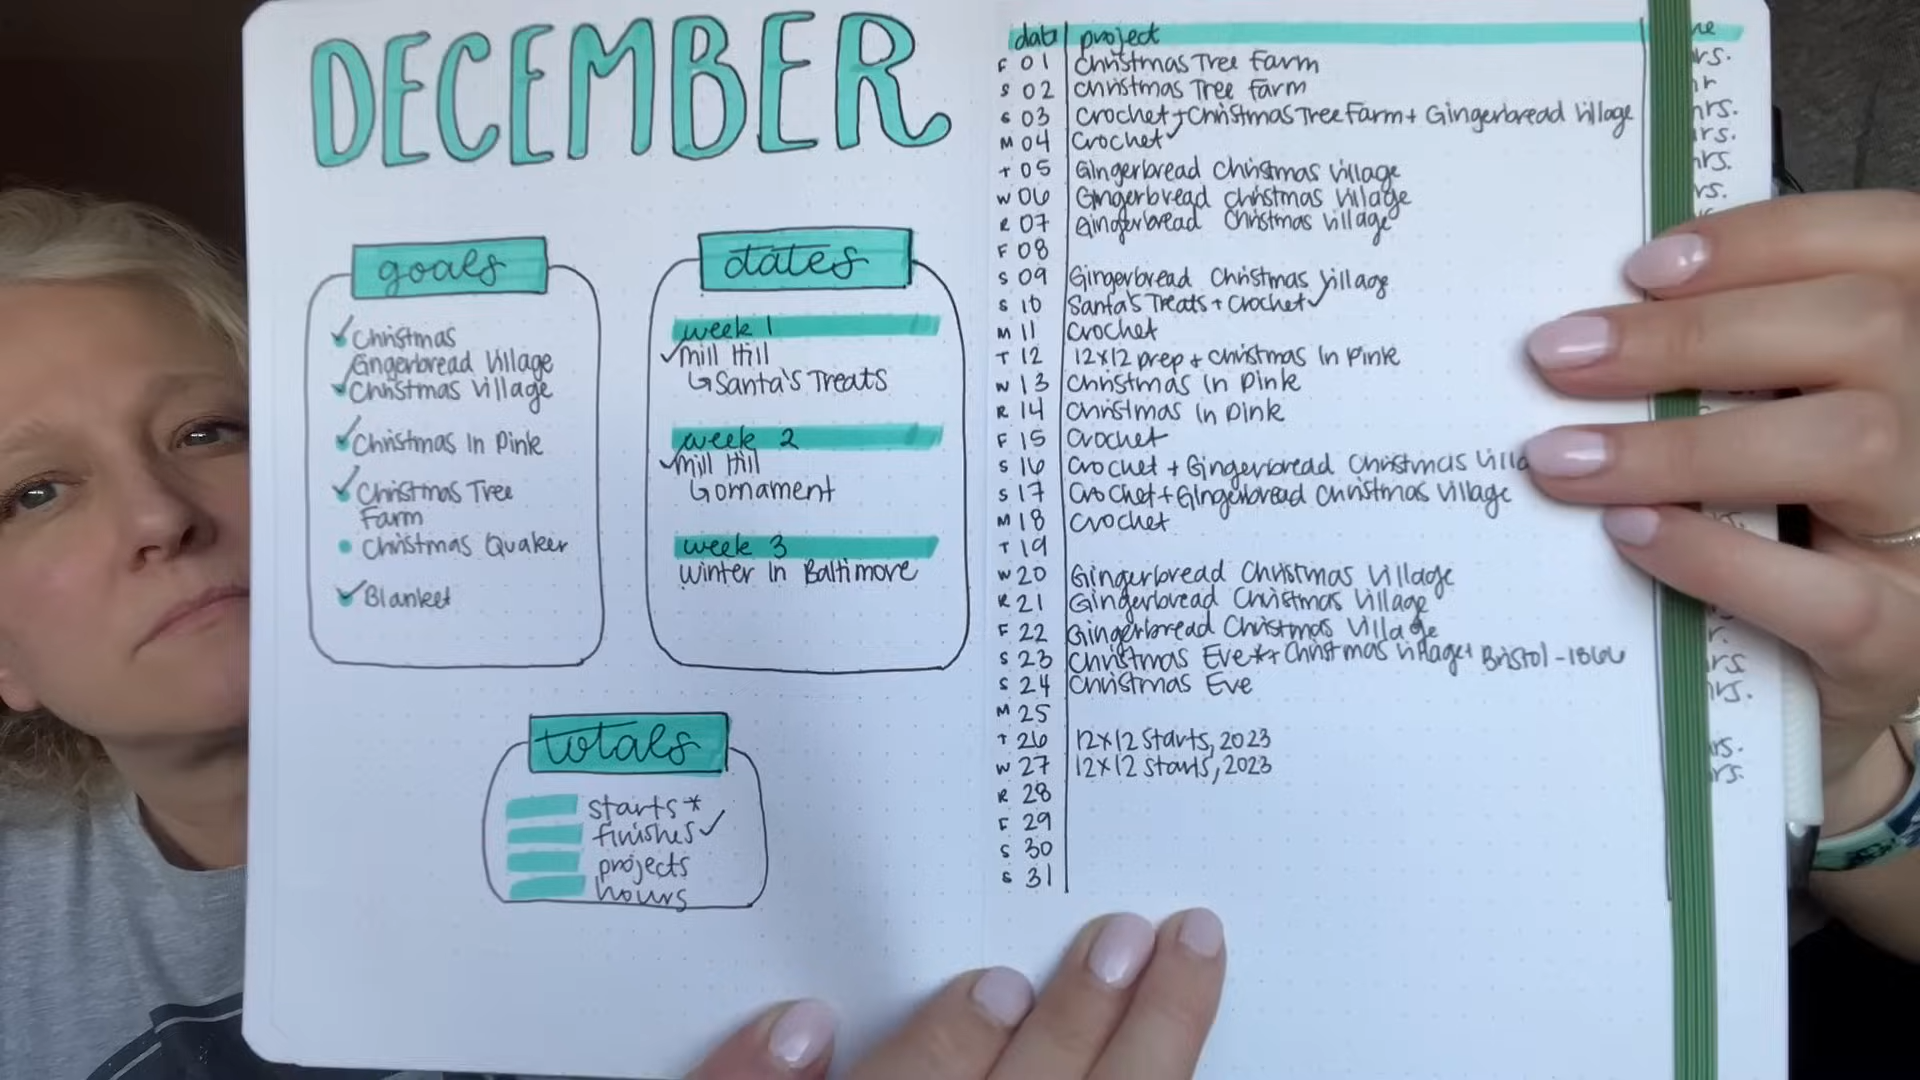 DECEMBER
goals
Christmas
Gingerbread Village
Christmas Village
Christmas In Pink
Christmas Tree
Farm
Christmas Quaker
Blanket
dates
week 1
✓Mill Hill
↳Santa's Treats
week 2
✓Mill Hill
↳ornament
week 3
Winter In Baltimore
totals
starts*
finishes✓
projects
hours
date project
F 01 Christmas Tree Farm
S 02 Christmas Tree Farm
S 03 Crochet+Christmas Tree Farm+ Gingerbread Village
M 04 Crochet✓
T 05 Gingerbread Christmas Village
W 06 Gingerbread Christmas Village
R 07 Gingerbread Christmas Village
F 08
S 09 Gingerbread Christmas Village
S 10 Santa's Treats + Crochet✓
M 11 Crochet
T 12 12x12 prep + Christmas In Pink
W 13 Christmas In Pink
R 14 Christmas In Pink
F 15 Crochet
S 16 Crochet + Gingerbread Christmas Villa
S 17 Crochet+Gingerbread Christmas Village
M 18 Crochet
T 19
W 20 Gingerbread Christmas Village
R 21 Gingerbread Christmas Village
F 22 Gingerbread Christmas Village
S 23 Christmas Eve*+Christmas Village+ Bristol-1866
S 24 Christmas Eve
M 25
T 26 12x12 Starts, 2023
W 27 12x12 Starts, 2023
R 28
F 29
S 30
S 31